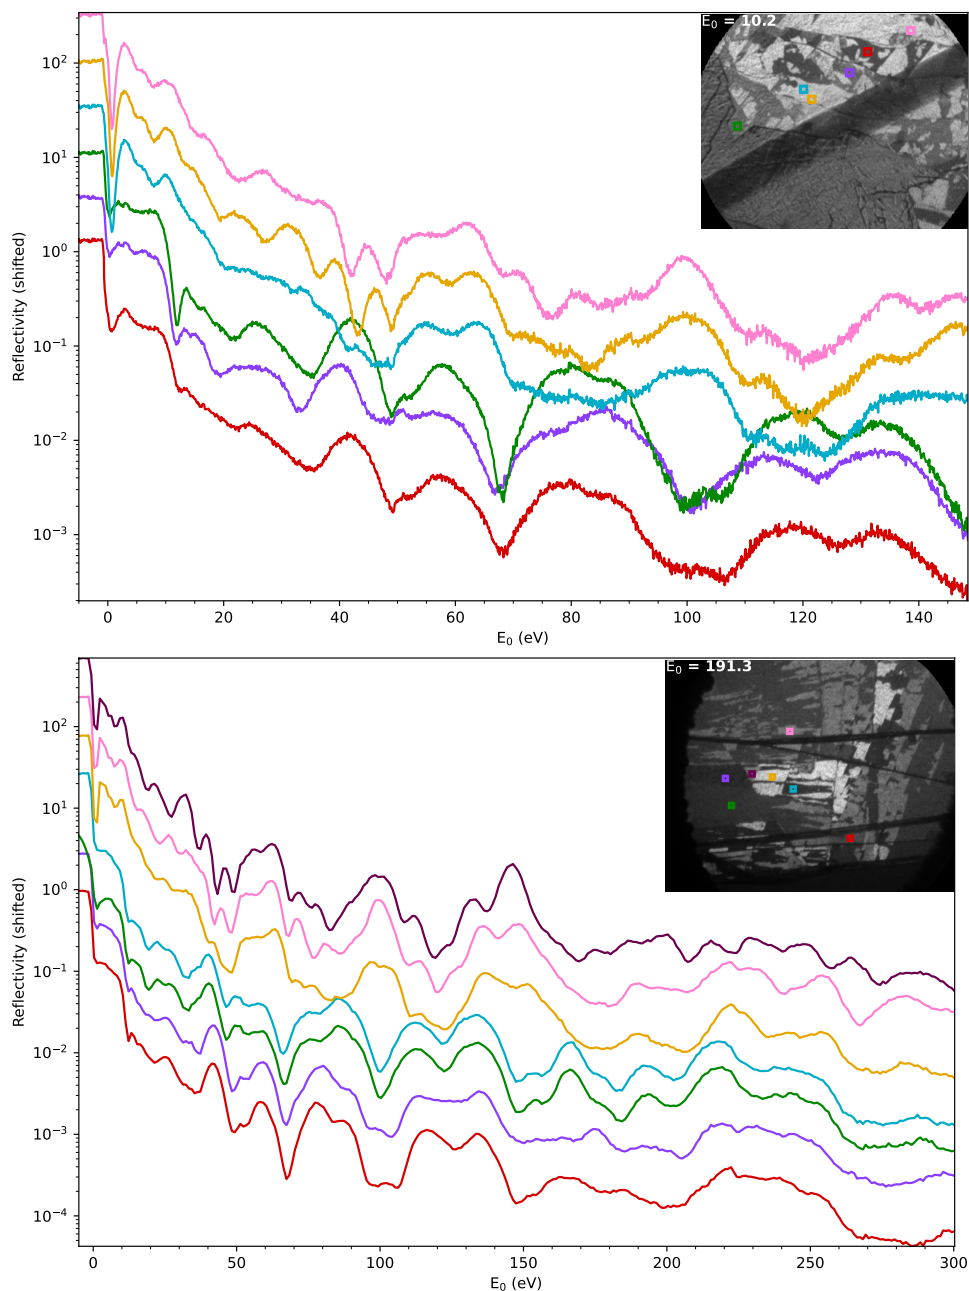 E₀ = 10.2
10²
10¹
10⁰
10⁻¹
10⁻²
10⁻³
Reflectivity (shifted)
0 20 40 60 80 100 120 140
E₀ (eV)
E₀ = 191.3
10²
10¹
10⁰
10⁻¹
10⁻²
10⁻³
10⁻⁴
Reflectivity (shifted)
0 50 100 150 200 250 300
E₀ (eV)